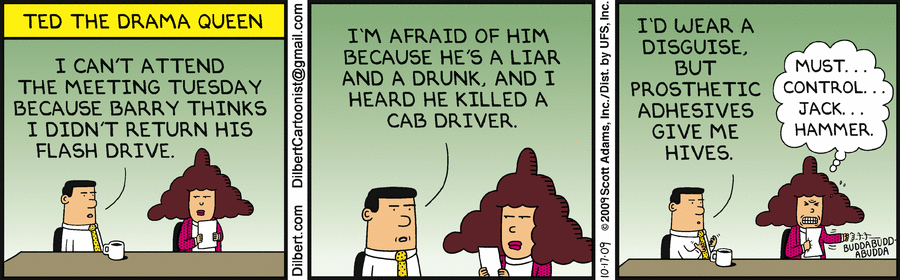 TED THE DRAMA QUEEN
I CAN'T ATTEND
THE MEETING TUESDAY
BECAUSE BARRY THINKS
I DIDN'T RETURN HIS
FLASH DRIVE.
Dilbert.com DilbertCartoonist@gmail.com
I'M AFRAID OF HIM
BECAUSE HE'S A LIAR
AND A DRUNK, AND I
HEARD HE KILLED A
CAB DRIVER.
10-17-09 ©2009 Scott Adams, Inc./Dist. by UFS, Inc.
I'D WEAR A
DISGUISE,
BUT
PROSTHETIC
ADHESIVES
GIVE ME
HIVES.
MUST...
CONTROL...
JACK...
HAMMER.
BUDDABUDD-
ABUDDA